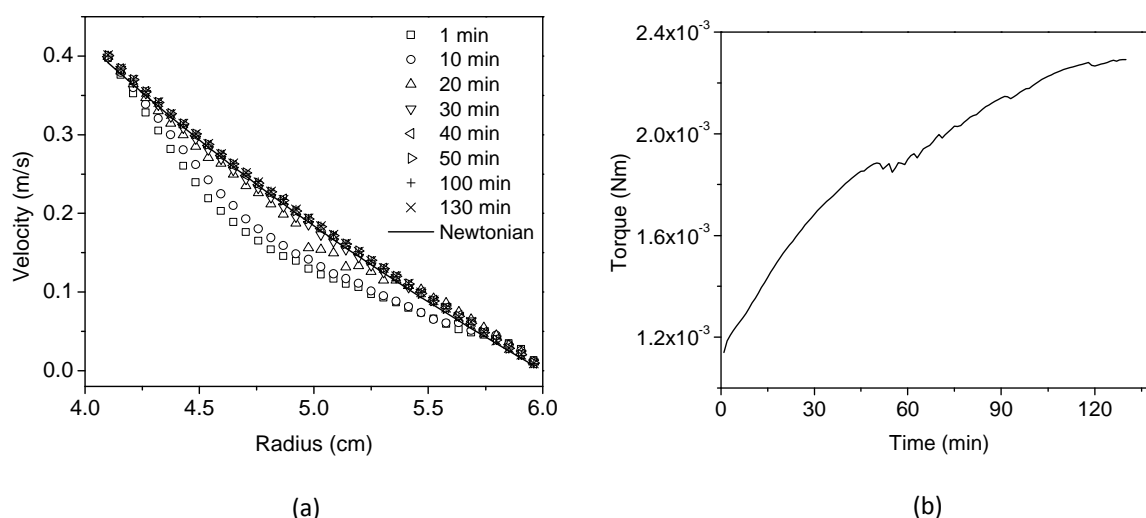 0.4
0.3
0.2
0.1
0.0
4.0 4.5 5.0 5.5 6.0
Velocity (m/s)
Radius (cm)
1 min
10 min
20 min
30 min
40 min
50 min
100 min
130 min
Newtonian
(a)
2.4x10⁻³
2.0x10⁻³
1.6x10⁻³
1.2x10⁻³
0 30 60 90 120
Torque (Nm)
Time (min)
(b)